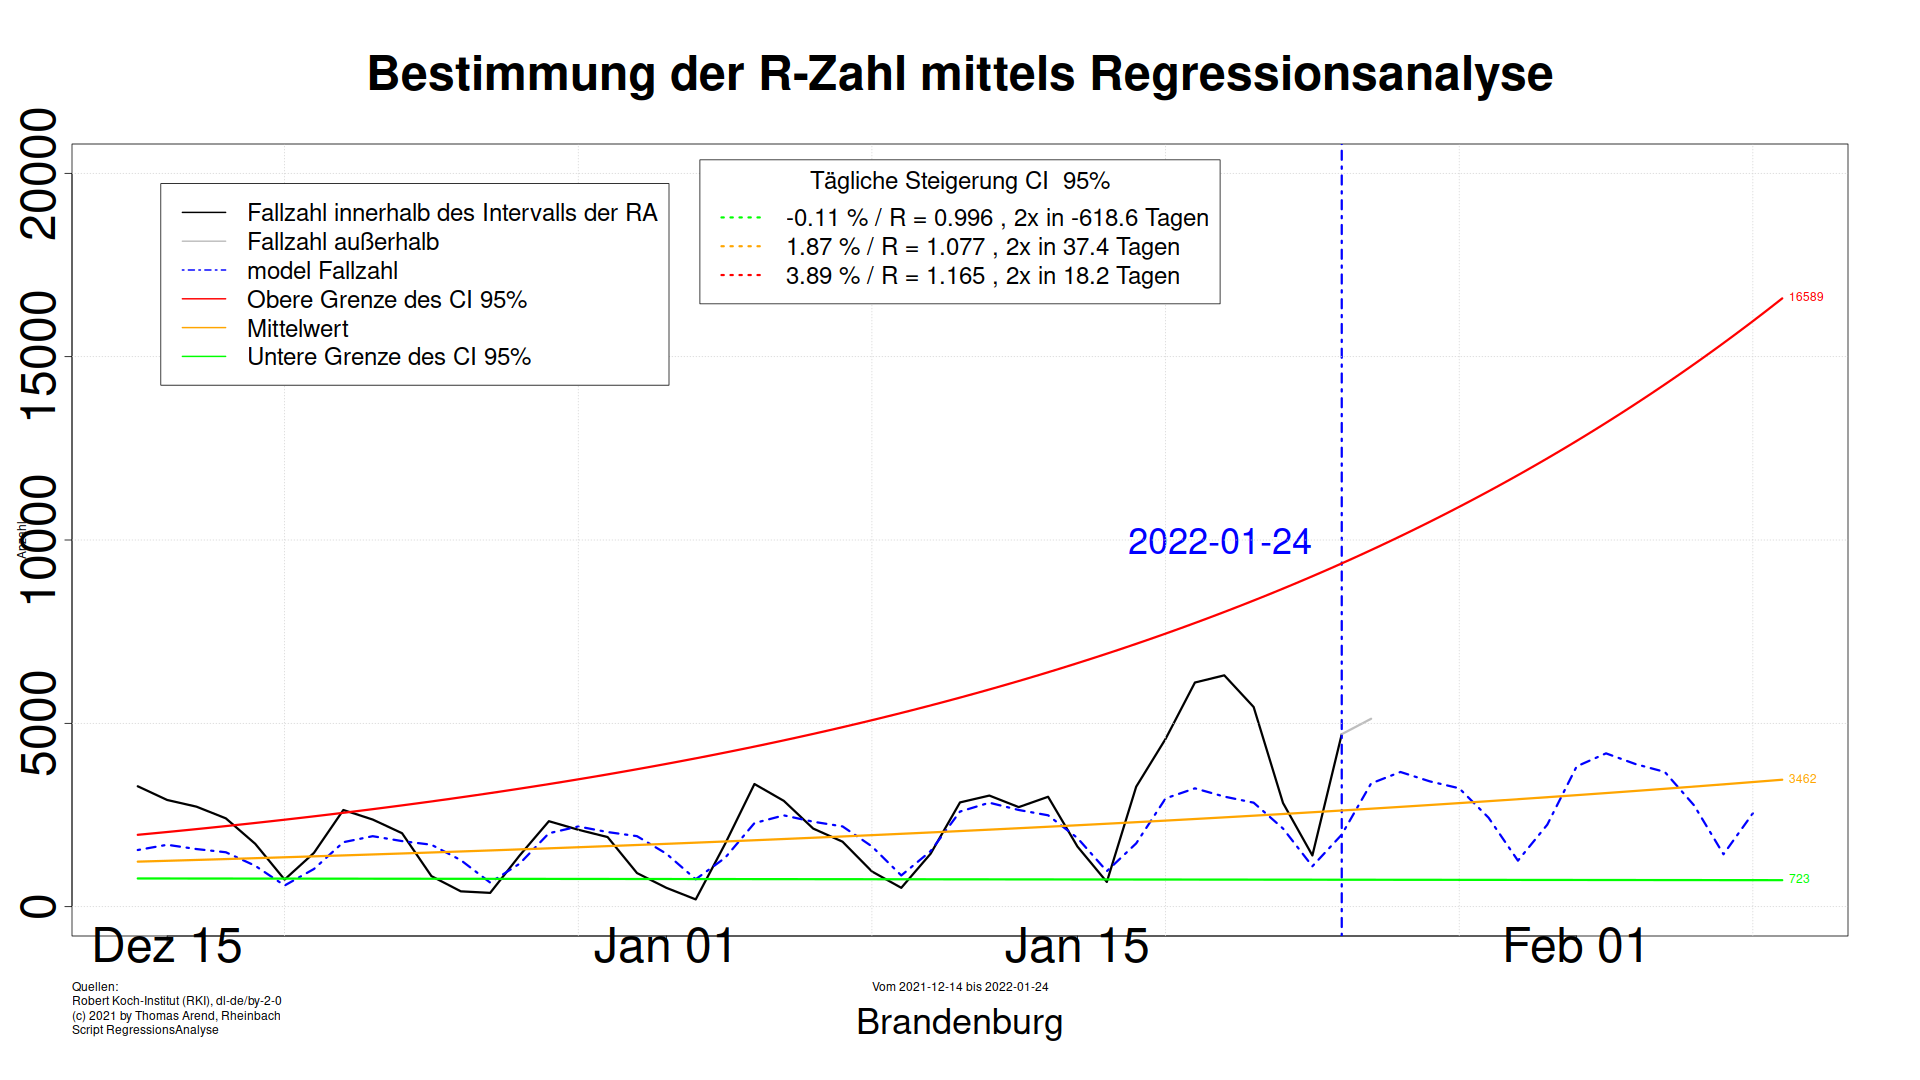 Bestimmung der R-Zahl mittels Regressionsanalyse
20000
15000
10000
5000
0
Anzahl
Fallzahl innerhalb des Intervalls der RA
Fallzahl außerhalb
model Fallzahl
Obere Grenze des CI 95%
Mittelwert
Untere Grenze des CI 95%
Tägliche Steigerung CI 95%
-0.11 % / R = 0.996 , 2x in -618.6 Tagen
1.87 % / R = 1.077 , 2x in 37.4 Tagen
3.89 % / R = 1.165 , 2x in 18.2 Tagen
16589
2022-01-24
3462
723
Dez 15
Jan 01
Jan 15
Feb 01
Quellen:
Robert Koch-Institut (RKI), dl-de/by-2-0
(c) 2021 by Thomas Arend, Rheinbach
Script RegressionsAnalyse
Vom 2021-12-14 bis 2022-01-24
Brandenburg